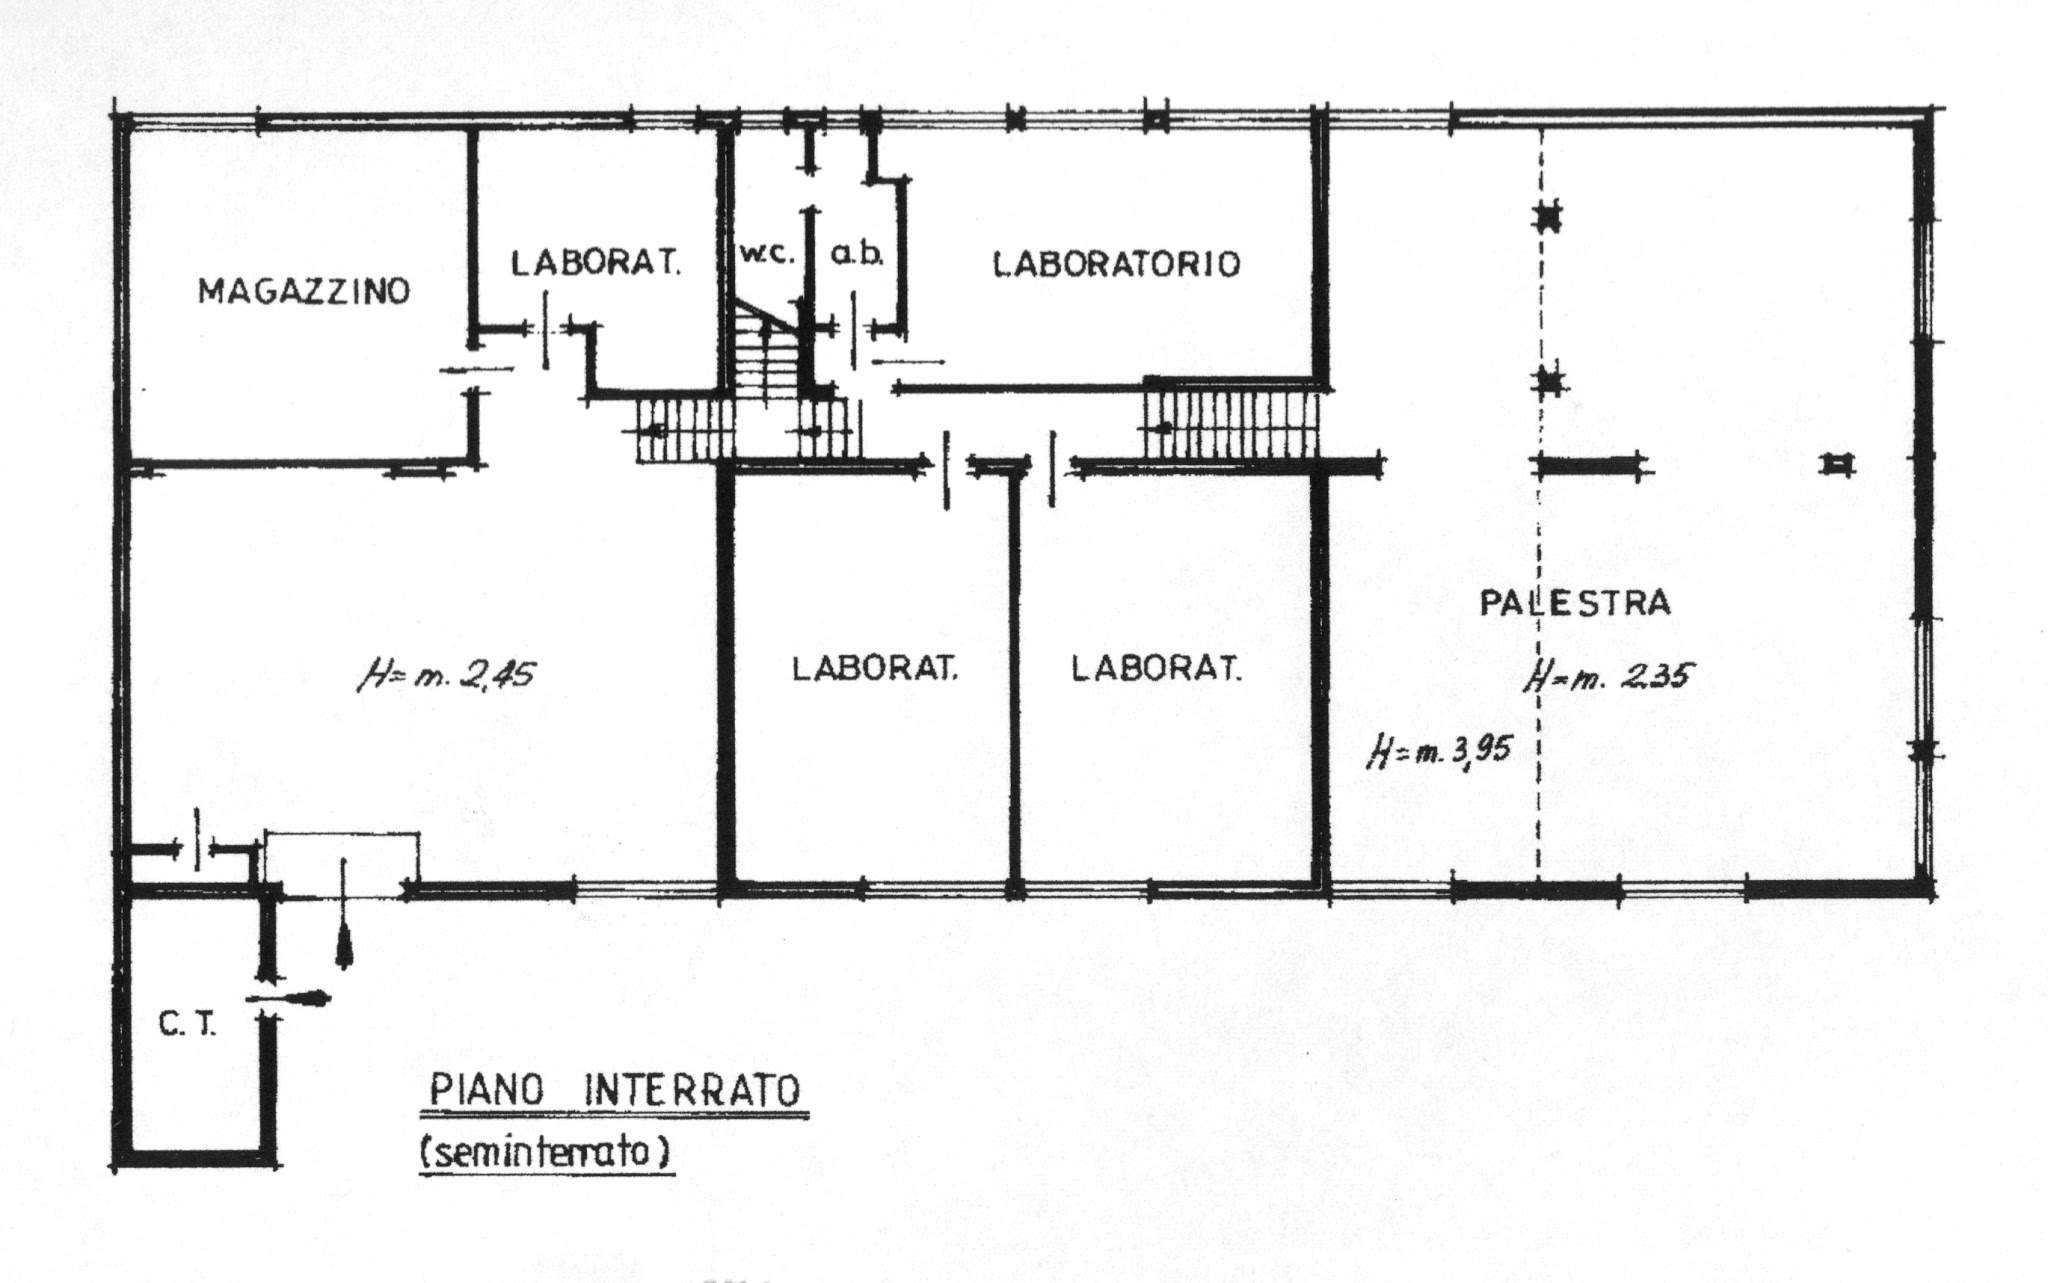 LABORAT.
w.c.
a.b.
LABORATORIO
MAGAZZINO
PALESTRA
H= m. 2,45
LABORAT.
LABORAT.
H=m. 2.35
H=m. 3,95
C. T.
PIANO INTERRATO
(seminterrato)